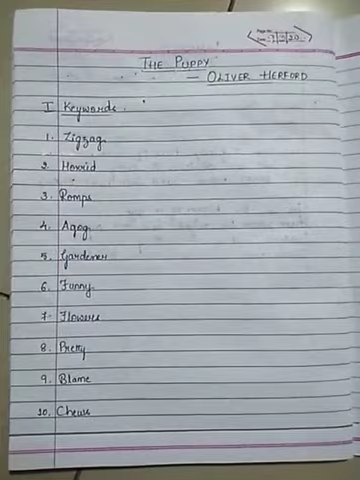 THE PUPPY
— OLIVER HERFORD
I Keywords.
1. Zigzag
2. Horrid
3. Romps
4. Agog
5. Gardener
6. Funny
7. Flowers
8. Pretty
9. Blame
10. Chews